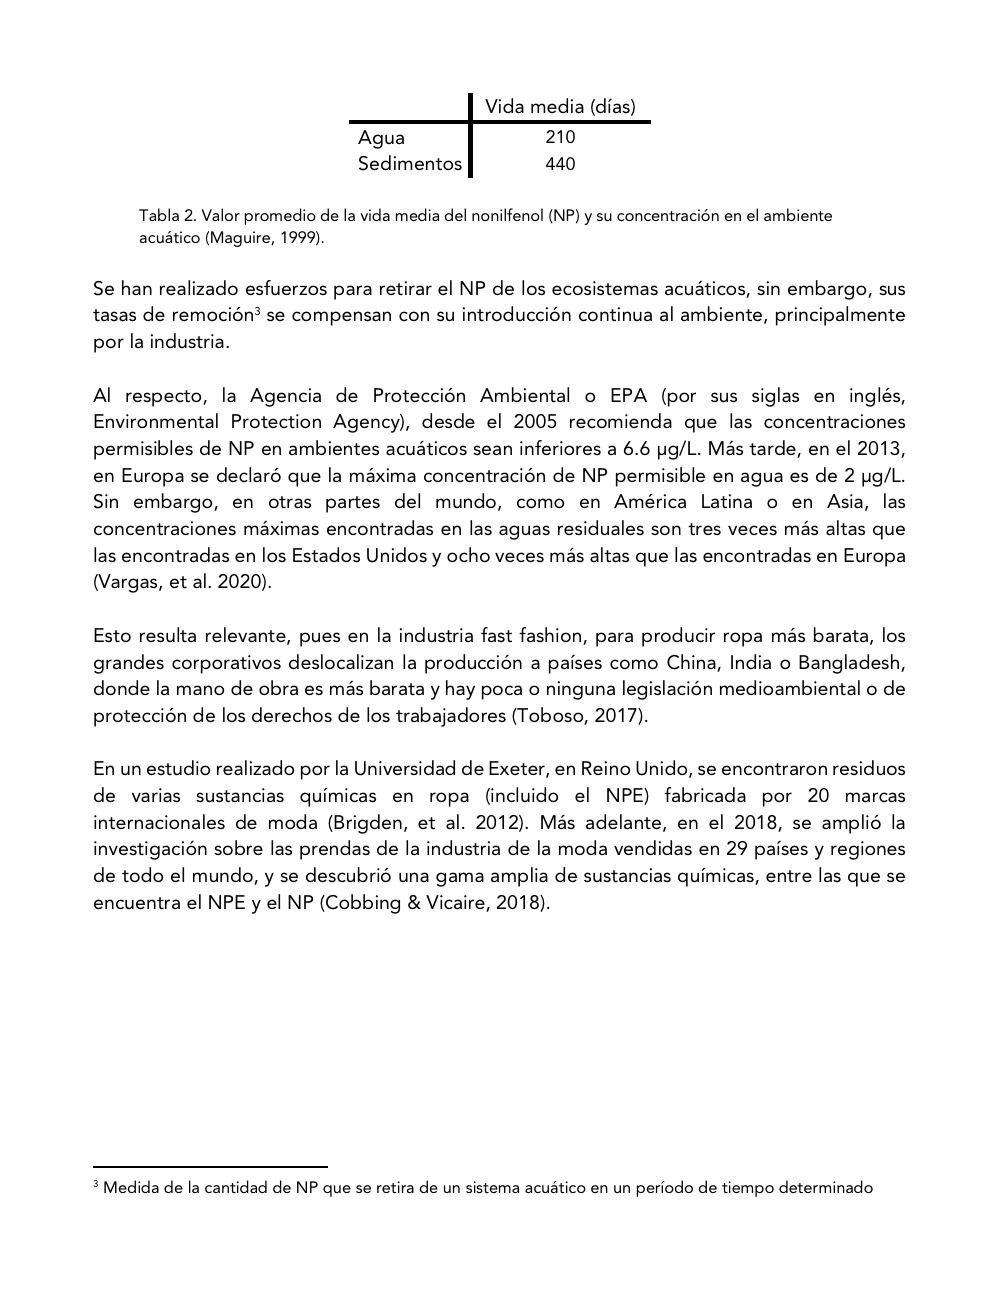 Vida media (días)
Agua 210
Sedimentos 440
Tabla 2. Valor promedio de la vida media del nonilfenol (NP) y su concentración en el ambiente
acuático (Maguire, 1999).
Se han realizado esfuerzos para retirar el NP de los ecosistemas acuáticos, sin embargo, sus
tasas de remoción³ se compensan con su introducción continua al ambiente, principalmente
por la industria.
Al respecto, la Agencia de Protección Ambiental o EPA (por sus siglas en inglés,
Environmental Protection Agency), desde el 2005 recomienda que las concentraciones
permisibles de NP en ambientes acuáticos sean inferiores a 6.6 µg/L. Más tarde, en el 2013,
en Europa se declaró que la máxima concentración de NP permisible en agua es de 2 µg/L.
Sin embargo, en otras partes del mundo, como en América Latina o en Asia, las
concentraciones máximas encontradas en las aguas residuales son tres veces más altas que
las encontradas en los Estados Unidos y ocho veces más altas que las encontradas en Europa
(Vargas, et al. 2020).
Esto resulta relevante, pues en la industria fast fashion, para producir ropa más barata, los
grandes corporativos deslocalizan la producción a países como China, India o Bangladesh,
donde la mano de obra es más barata y hay poca o ninguna legislación medioambiental o de
protección de los derechos de los trabajadores (Toboso, 2017).
En un estudio realizado por la Universidad de Exeter, en Reino Unido, se encontraron residuos
de varias sustancias químicas en ropa (incluido el NPE) fabricada por 20 marcas
internacionales de moda (Brigden, et al. 2012). Más adelante, en el 2018, se amplió la
investigación sobre las prendas de la industria de la moda vendidas en 29 países y regiones
de todo el mundo, y se descubrió una gama amplia de sustancias químicas, entre las que se
encuentra el NPE y el NP (Cobbing & Vicaire, 2018).
³ Medida de la cantidad de NP que se retira de un sistema acuático en un período de tiempo determinado